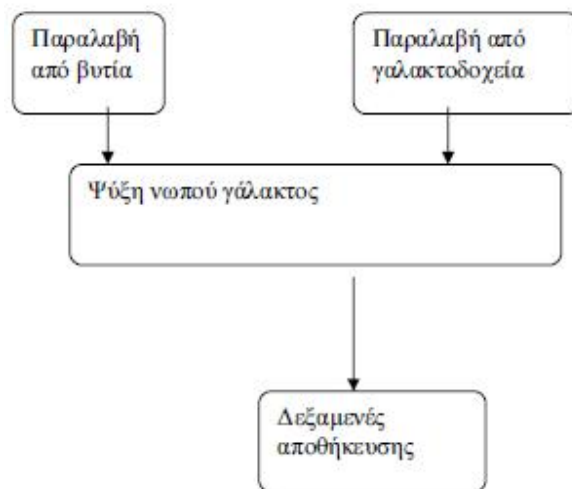 Παραλαβή
από βυτία
Παραλαβή από
γαλακτοδοχεία
Ψύξη νωπού γάλακτος
Δεξαμενές
αποθήκευσης